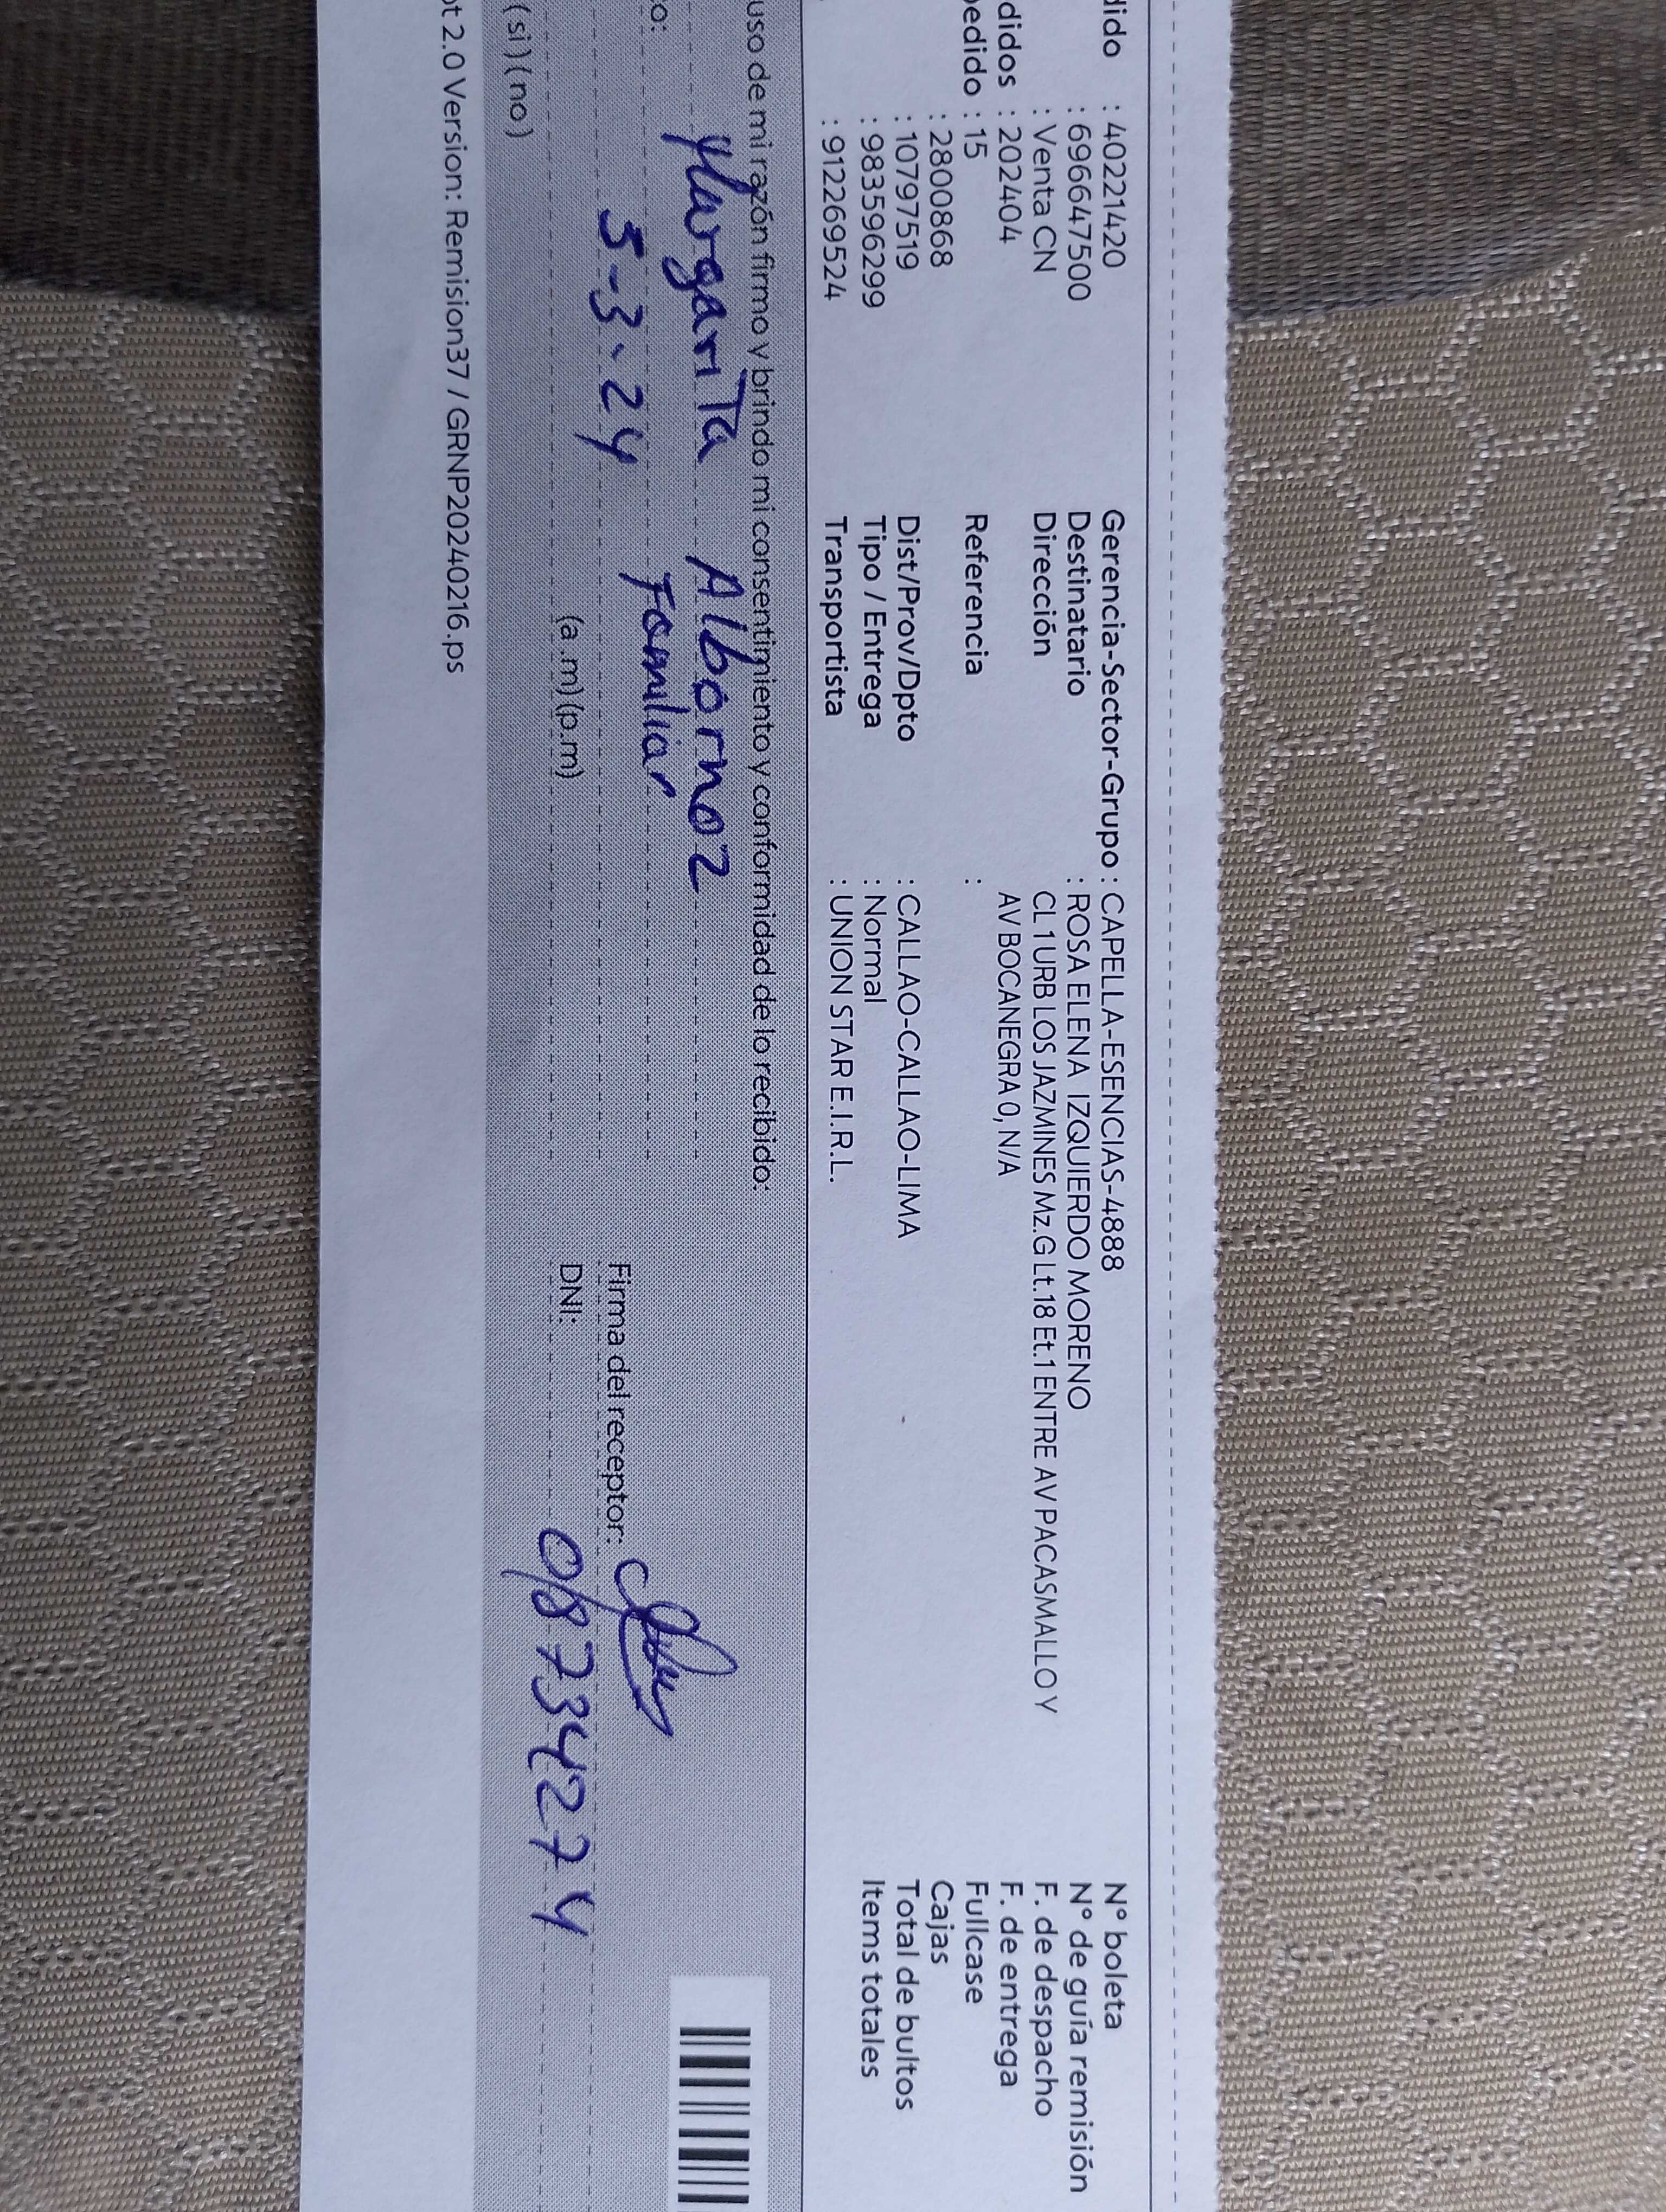 dido : 40221420 Gerencia-Sector-Grupo : CAPELLA-ESENCIAS-4888 N° boleta
: 696647500 Destinatario : ROSA ELENA IZQUIERDO MORENO N° de guía remisión
: Venta CN Dirección CL 1 URB LOS JAZMINES Mz.G Lt.18 Et.1 ENTRE AV PACASMALLO Y F. de despacho
didos : 202404 AV BOCANEGRA 0, N/A F. de entrega
pedido : 15 Referencia : Fullcase
: 2800868 Cajas
: 10797519 Dist/Prov/Dpto : CALLAO-CALLAO-LIMA Total de bultos
: 983596299 Tipo / Entrega : Normal Items totales
: 912269524 Transportista : UNION STAR E.I.R.L.
uso de mi razón firmo y brindo mi consentimiento y conformidad de lo recibido:
Margarita Albornoz
o: Familiar
5-3-24 Firma del receptor:
(a.m) (p.m) DNI: 08734274
(si) (no)
pt 2.0 Version: Remision37 / GRNP20240216.ps